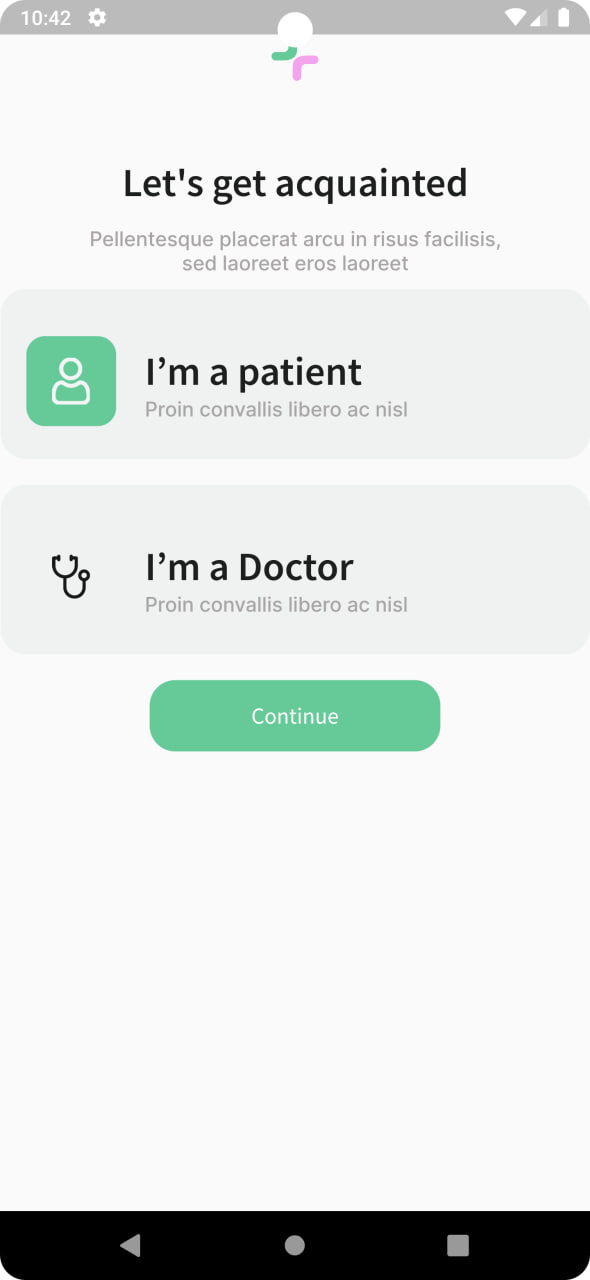 10:42
Let's get acquainted
Pellentesque placerat arcu in risus facilisis,
sed laoreet eros laoreet
I’m a patient
Proin convallis libero ac nisl
I’m a Doctor
Proin convallis libero ac nisl
Continue